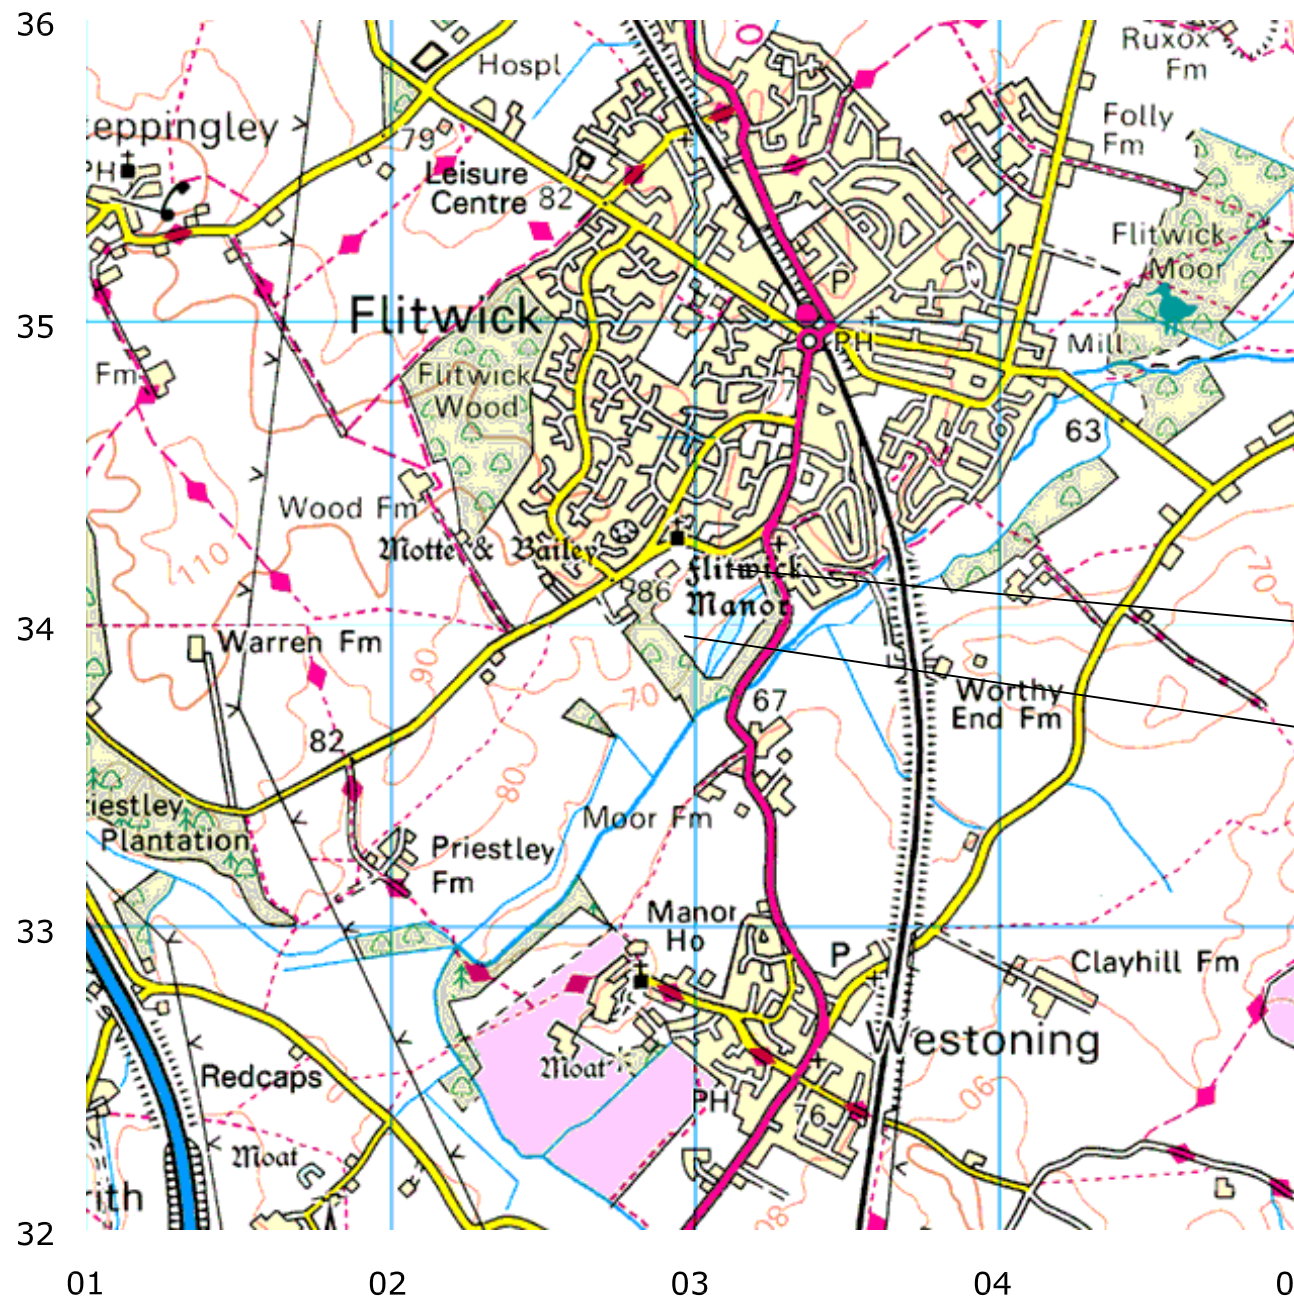 36
Hospl
Ruxox
Fm
eppingley
79
Folly
Fm
PH
Leisure
Centre 82
Flitwick
Moor
P
Flitwick
35
PH
Mill
Fm
Flitwick
Wood
77
63
Wood Fm
110
Motte & Bailey
Flitwick
Manor
86
70
34
Warren Fm
90
70
67
Worthy
End Fm
82
80
iestley
Plantation
Moor Fm
Priestley
Fm
33
Manor
Ho
P
Clayhill Fm
Westoning
Moat
Redcaps
PH
76
90
Moat
rith
80
32
01
02
03
04
0